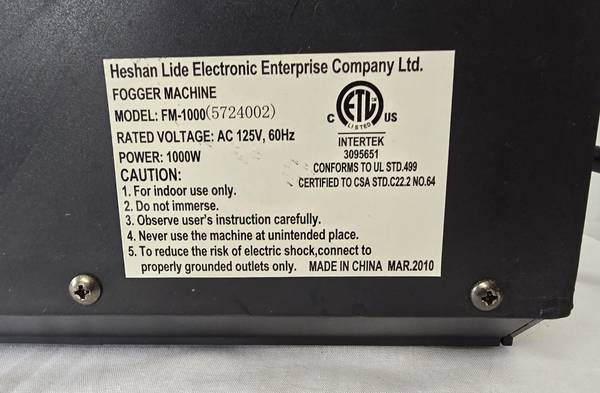 Heshan Lide Electronic Enterprise Company Ltd.
FOGGER MACHINE
MODEL: FM-1000(5724002)
RATED VOLTAGE: AC 125V, 60Hz
POWER: 1000W
CAUTION:
1. For indoor use only.
2. Do not immerse.
3. Observe user's instruction carefully.
4. Never use the machine at unintended place.
5. To reduce the risk of electric shock,connect to
properly grounded outlets only. MADE IN CHINA MAR.2010
C ETL US
LISTED
INTERTEK
3095651
CONFORMS TO UL STD.499
CERTIFIED TO CSA STD.C22.2 NO.64